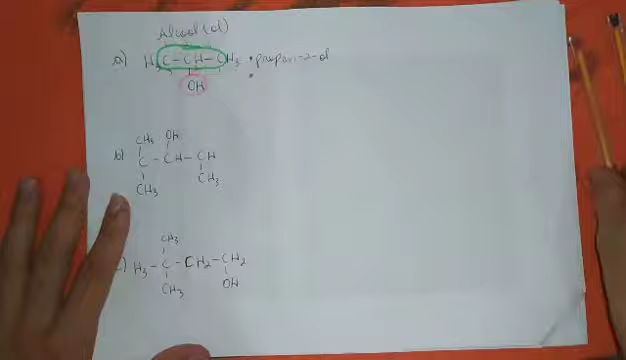 Alcool (ol)
a) H₃C - CH - CH₃ • propan-2-ol
OH
CH₃ OH
b) C - CH - CH
CH₃ CH₃
CH₃
c) H₃ - C - CH₂ - CH₂
CH₃ OH